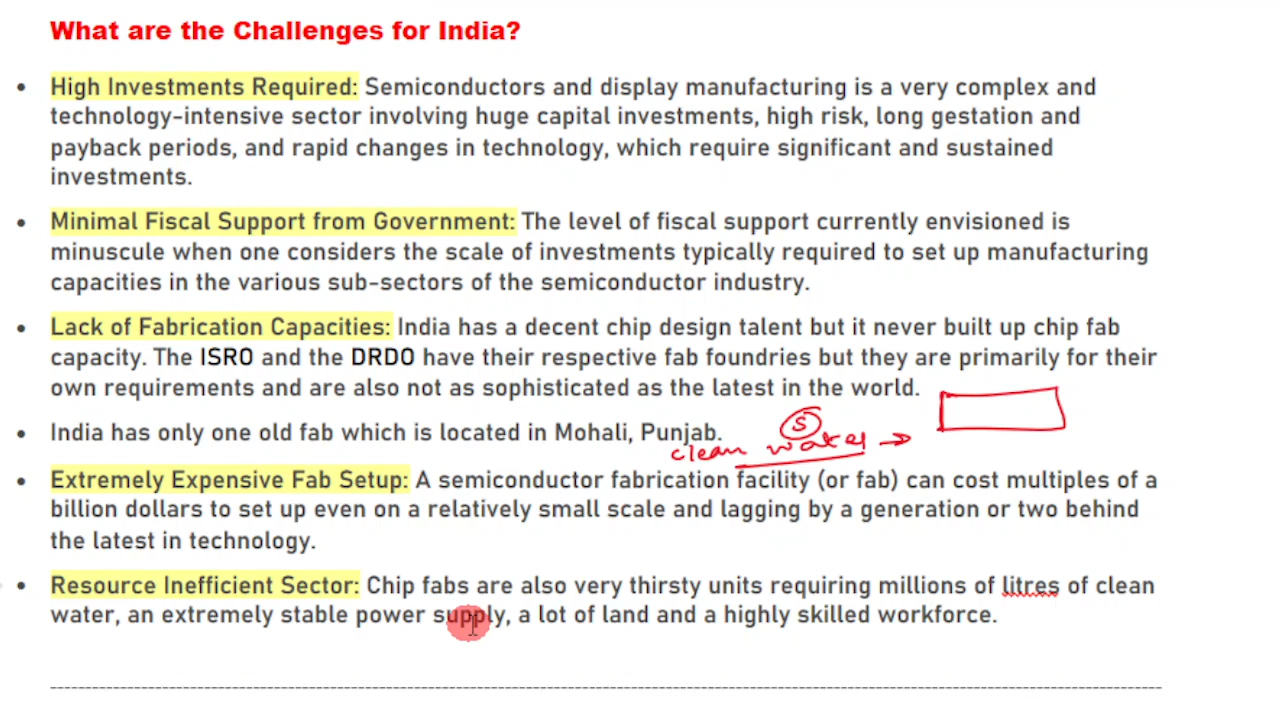 What are the Challenges for India?
• High Investments Required: Semiconductors and display manufacturing is a very complex and
technology-intensive sector involving huge capital investments, high risk, long gestation and
payback periods, and rapid changes in technology, which require significant and sustained
investments.
• Minimal Fiscal Support from Government: The level of fiscal support currently envisioned is
minuscule when one considers the scale of investments typically required to set up manufacturing
capacities in the various sub-sectors of the semiconductor industry.
• Lack of Fabrication Capacities: India has a decent chip design talent but it never built up chip fab
capacity. The ISRO and the DRDO have their respective fab foundries but they are primarily for their
own requirements and are also not as sophisticated as the latest in the world.
S
• India has only one old fab which is located in Mohali, Punjab.
clean water →
• Extremely Expensive Fab Setup: A semiconductor fabrication facility (or fab) can cost multiples of a
billion dollars to set up even on a relatively small scale and lagging by a generation or two behind
the latest in technology.
• Resource Inefficient Sector: Chip fabs are also very thirsty units requiring millions of litres of clean
water, an extremely stable power supply, a lot of land and a highly skilled workforce.